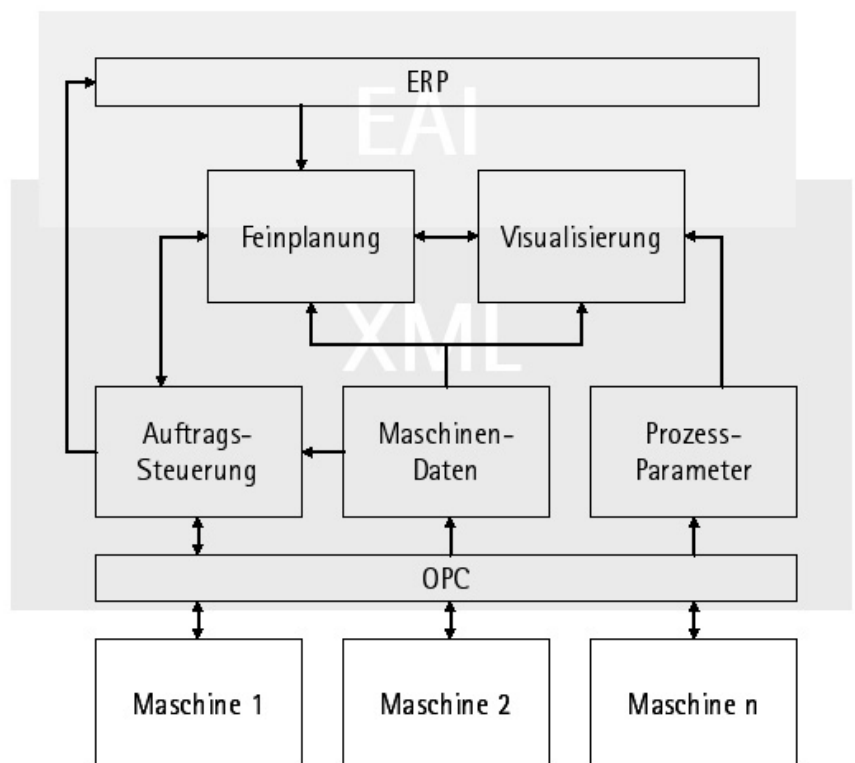 ERP
EAI
Feinplanung
Visualisierung
XML
Auftrags-
Steuerung
Maschinen-
Daten
Prozess-
Parameter
OPC
Maschine 1
Maschine 2
Maschine n